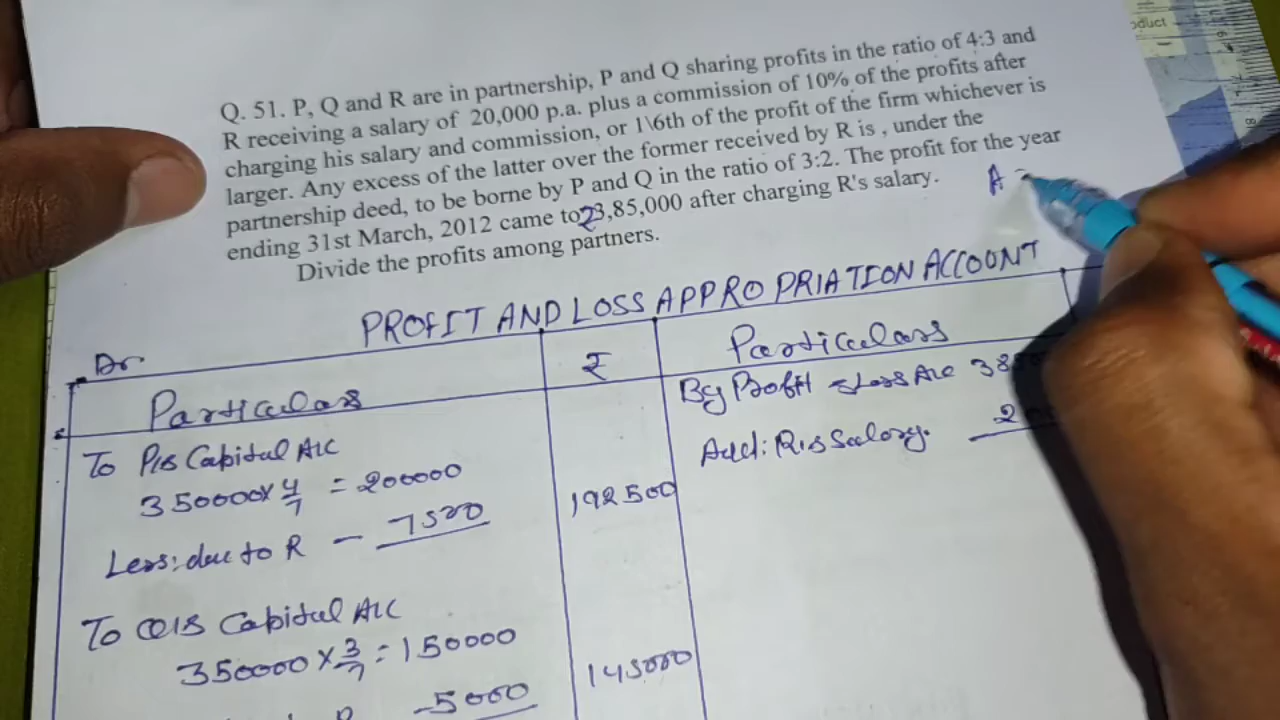 Q. 51. P, Q and R are in partnership, P and Q sharing profits in the ratio of 4:3 and
R receiving a salary of 20,000 p.a. plus a commission of 10% of the profits after
charging his salary and commission, or 1\6th of the profit of the firm whichever is
larger. Any excess of the latter over the former received by R is , under the
partnership deed, to be borne by P and Q in the ratio of 3:2. The profit for the year
ending 31st March, 2012 came to ₹3,85,000 after charging R's salary.
Divide the profits among partners.
A =
PROFIT AND LOSS APPROPRIATION ACCOUNT
Dr
Particulars ₹ Particulars
To P's Capital A/C
350000 × 4/7 = 200000
Less: due to R - 7500 192500
To Q's Capital A/C
350000 × 3/7 = 150000
5000 145000
By Profit & Loss A/C 385
Add: R's Salary. 20
oduct